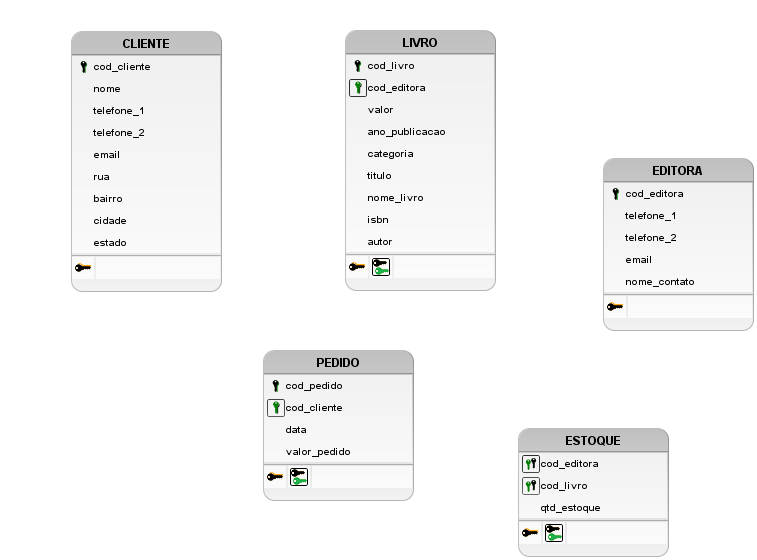 CLIENTE
cod_cliente
nome
telefone_1
telefone_2
email
rua
bairro
cidade
estado
LIVRO
cod_livro
cod_editora
valor
ano_publicacao
categoria
titulo
nome_livro
isbn
autor
EDITORA
cod_editora
telefone_1
telefone_2
email
nome_contato
PEDIDO
cod_pedido
cod_cliente
data
valor_pedido
ESTOQUE
cod_editora
cod_livro
qtd_estoque